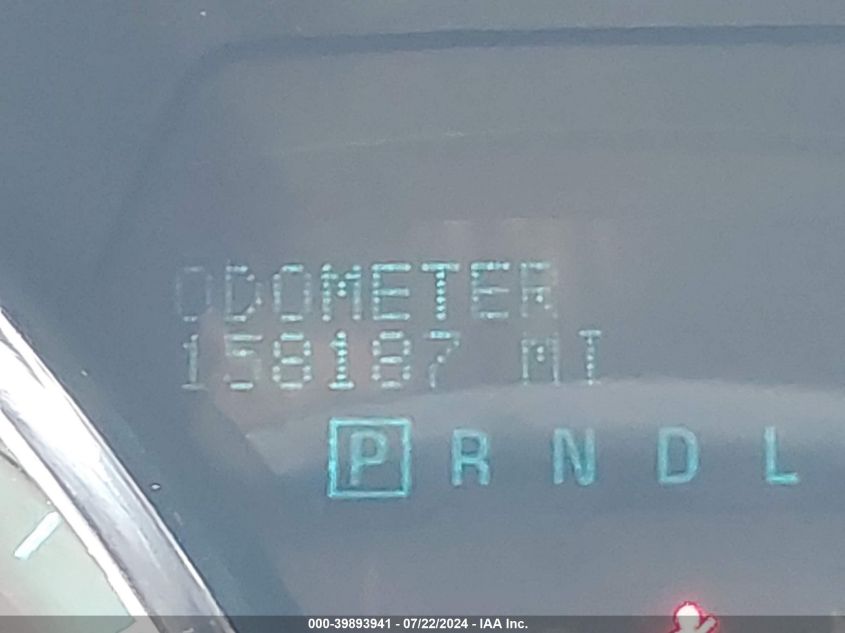 ODOMETER
158187 MI
P R N D L
000-39893941 - 07/22/2024 - IAA Inc.